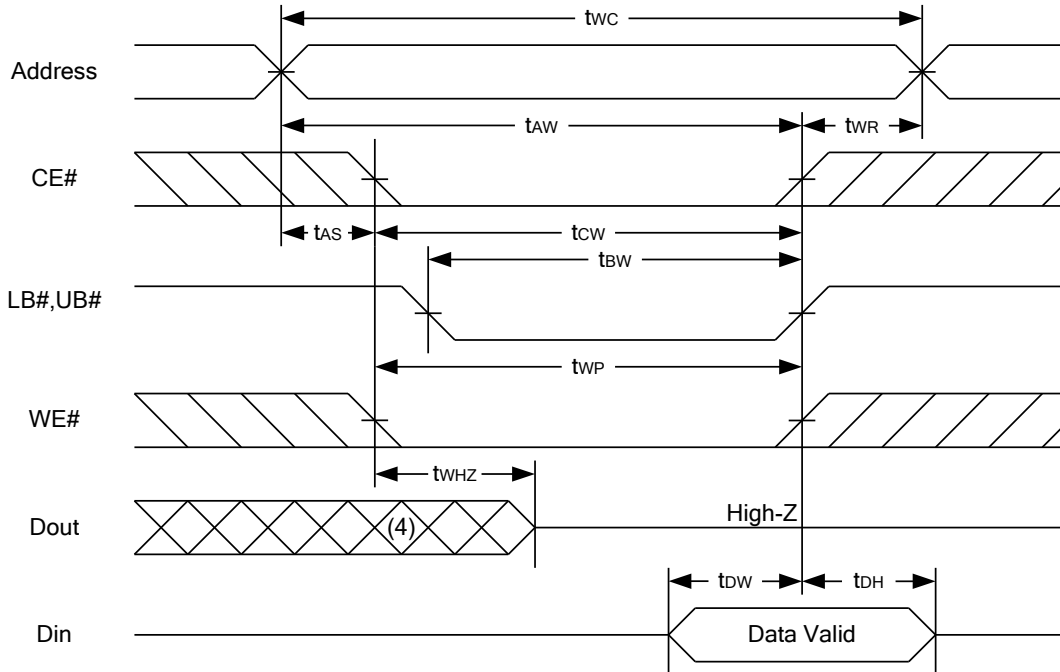 tWC
Address
tAW
tWR
CE#
tAS
tCW
tBW
LB#,UB#
tWP
WE#
tWHZ
Dout
(4)
High-Z
tDW
tDH
Din
Data Valid